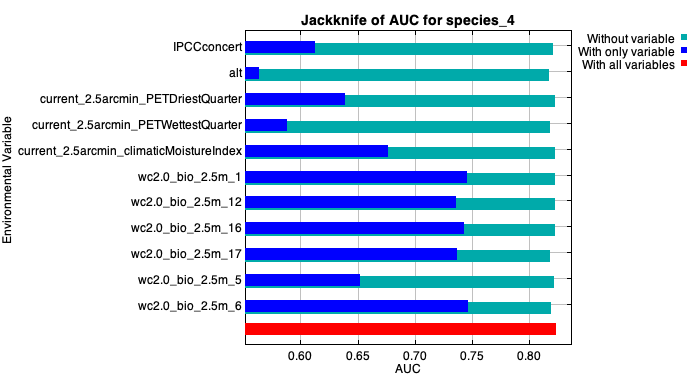 Jackknife of AUC for species_4
Without variable
With only variable
With all variables
Environmental Variable
IPCCconcert
alt
current_2.5arcmin_PETDriestQuarter
current_2.5arcmin_PETWettestQuarter
current_2.5arcmin_climaticMoistureIndex
wc2.0_bio_2.5m_1
wc2.0_bio_2.5m_12
wc2.0_bio_2.5m_16
wc2.0_bio_2.5m_17
wc2.0_bio_2.5m_5
wc2.0_bio_2.5m_6
0.60 0.65 0.70 0.75 0.80
AUC